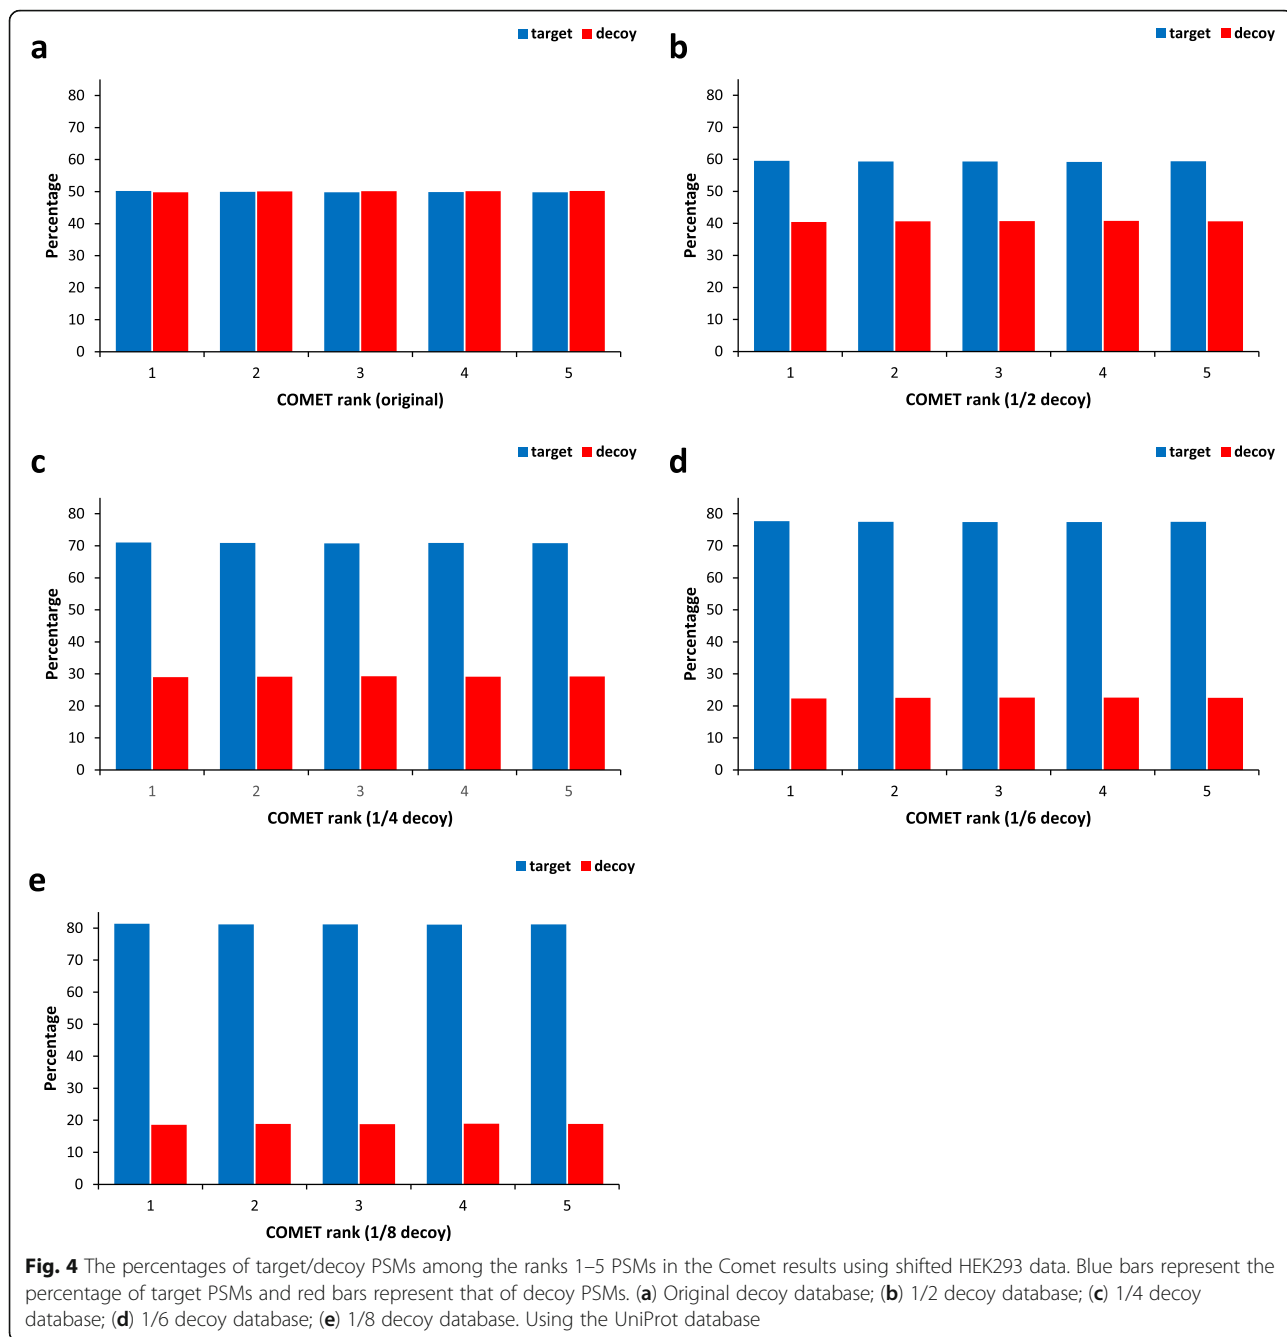 a
target decoy
80
70
60
50
40
30
20
10
0
Percentage
1 2 3 4 5
COMET rank (original)
b
target decoy
80
70
60
50
40
30
20
10
0
Percentage
1 2 3 4 5
COMET rank (1/2 decoy)
c
target decoy
80
70
60
50
40
30
20
10
0
Percentarge
1 2 3 4 5
COMET rank (1/4 decoy)
d
target decoy
80
70
60
50
40
30
20
10
0
Percentagge
1 2 3 4 5
COMET rank (1/6 decoy)
e
target decoy
80
70
60
50
40
30
20
10
0
Percentage
1 2 3 4 5
COMET rank (1/8 decoy)
Fig. 4 The percentages of target/decoy PSMs among the ranks 1–5 PSMs in the Comet results using shifted HEK293 data. Blue bars represent the
percentage of target PSMs and red bars represent that of decoy PSMs. (a) Original decoy database; (b) 1/2 decoy database; (c) 1/4 decoy
database; (d) 1/6 decoy database; (e) 1/8 decoy database. Using the UniProt database